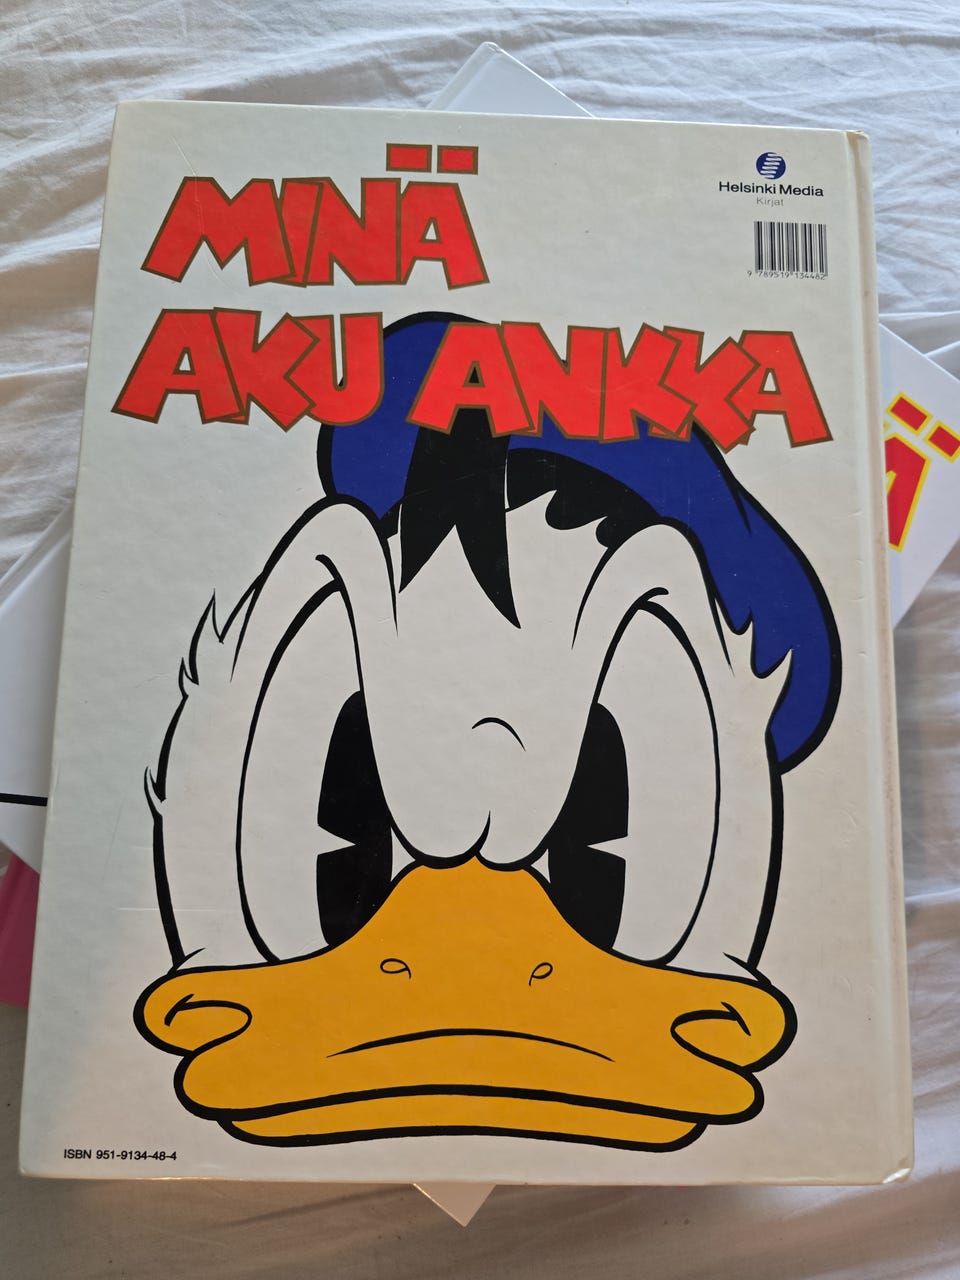 MINÄ
AKU ANKKA
Helsinki Media
Kirjat
9 789519 134482
ISBN 951-9134-48-4
Ä